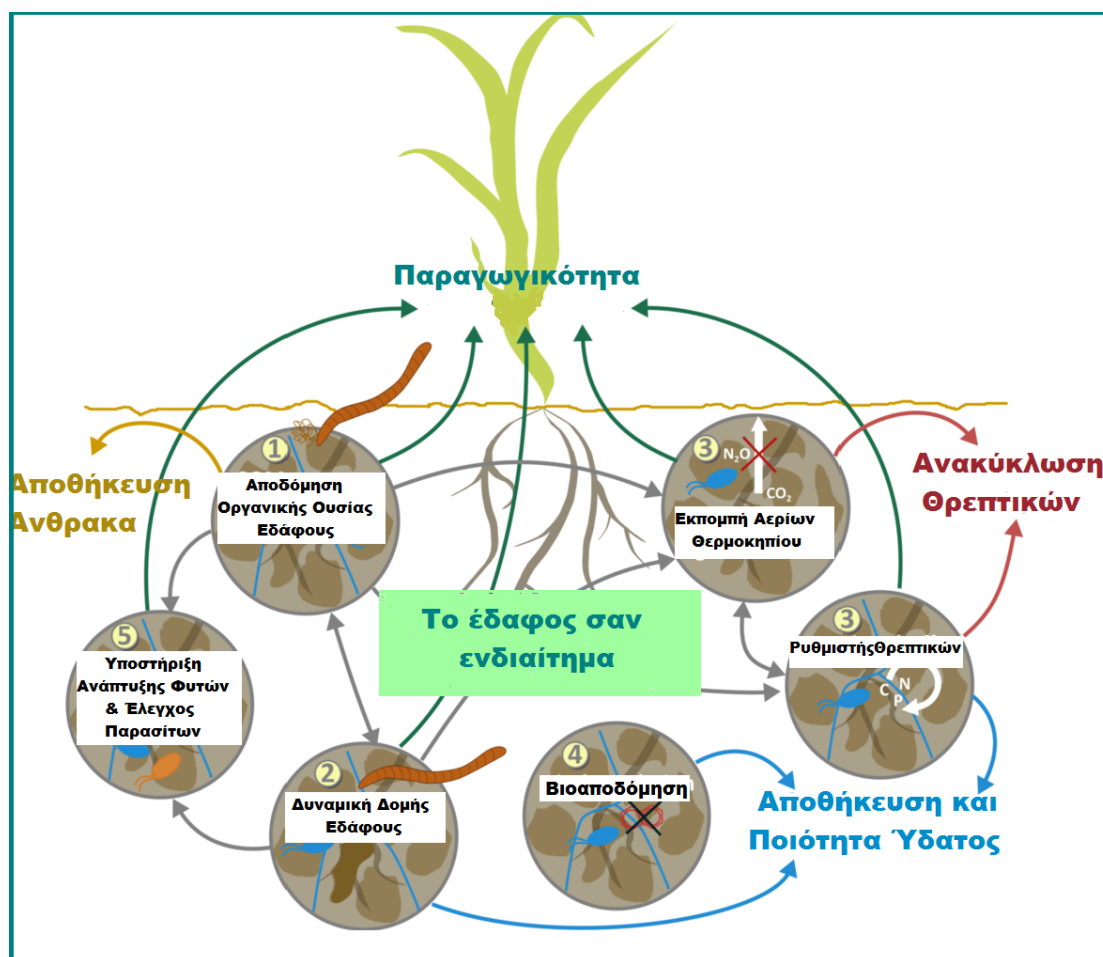 Παραγωγικότητα
Αποθήκευση
Άνθρακα
1
Αποδόμηση
Οργανικής Ουσίας
Εδάφους
3
N₂O
CO₂
Εκπομπή Αερίων
Θερμοκηπίου
Ανακύκλωση
Θρεπτικών
Το έδαφος σαν
ενδιαίτημα
5
Υποστήριξη
Ανάπτυξης Φυτών
& Έλεγχος
Παρασίτων
3
ΡυθμιστήςΘρεπτικών
C N
P
2
Δυναμική Δομής
Εδάφους
4
Βιοαποδόμηση
Αποθήκευση και
Ποιότητα Ύδατος